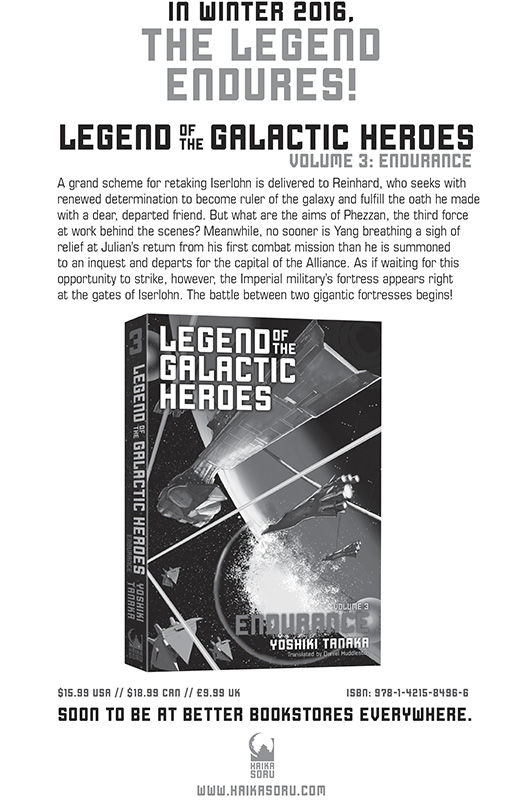 IN WINTER 2016,
THE LEGEND
ENDURES!
LEGEND OF THE GALACTIC HEROES
VOLUME 3: ENDURANCE
A grand scheme for retaking Iserlohn is delivered to Reinhard, who seeks with
renewed determination to become ruler of the galaxy and fulfill the oath he made
with a dear, departed friend. But what are the aims of Phezzan, the third force
at work behind the scenes? Meanwhile, no sooner is Yang breathing a sigh of
relief at Julian's return from his first combat mission than he is summoned
to an inquest and departs for the capital of the Alliance. As if waiting for this
opportunity to strike, however, the Imperial military's fortress appears right
at the gates of Iserlohn. The battle between two gigantic fortresses begins!
3
LEGEND OF THE GALACTIC HEROES
ENDURANCE
YOSHIKI
TANAKA
LEGEND OF THE
GALACTIC
HEROES
VOLUME 3
ENDURANCE
YOSHIKI TANAKA
Translated by Daniel Huddleston
$15.99 USA // $18.99 CAN // £9.99 UK
ISBN: 978-1-4215-8496-6
SOON TO BE AT BETTER BOOKSTORES EVERYWHERE.
HAIKA
SORU
WWW.HAIKASORU.COM